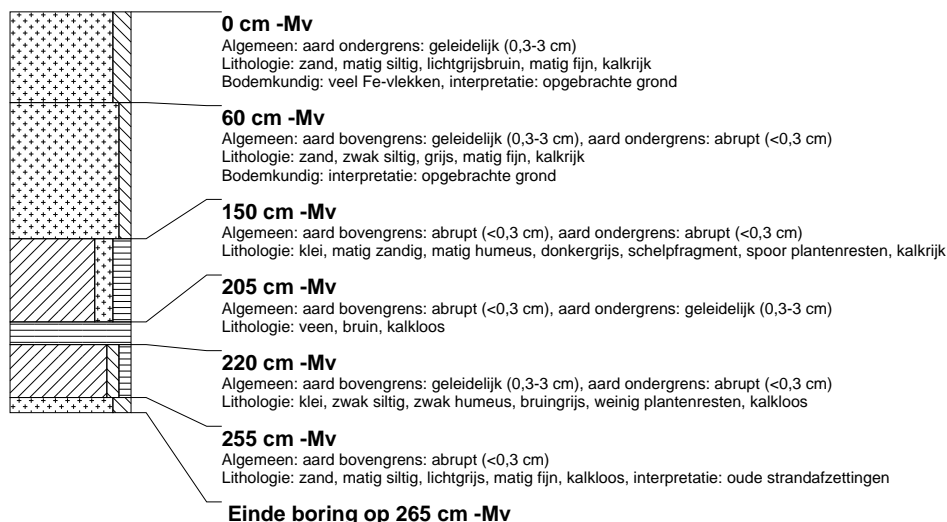 0 cm -Mv
Algemeen: aard ondergrens: geleidelijk (0,3-3 cm)
Lithologie: zand, matig siltig, lichtgrijsbruin, matig fijn, kalkrijk
Bodemkundig: veel Fe-vlekken, interpretatie: opgebrachte grond
60 cm -Mv
Algemeen: aard bovengrens: geleidelijk (0,3-3 cm), aard ondergrens: abrupt (<0,3 cm)
Lithologie: zand, zwak siltig, grijs, matig fijn, kalkrijk
Bodemkundig: interpretatie: opgebrachte grond
150 cm -Mv
Algemeen: aard bovengrens: abrupt (<0,3 cm), aard ondergrens: abrupt (<0,3 cm)
Lithologie: klei, matig zandig, matig humeus, donkergrijs, schelpfragment, spoor plantenresten, kalkrijk
205 cm -Mv
Algemeen: aard bovengrens: abrupt (<0,3 cm), aard ondergrens: geleidelijk (0,3-3 cm)
Lithologie: veen, bruin, kalkloos
220 cm -Mv
Algemeen: aard bovengrens: geleidelijk (0,3-3 cm), aard ondergrens: abrupt (<0,3 cm)
Lithologie: klei, zwak siltig, zwak humeus, bruingrijs, weinig plantenresten, kalkloos
255 cm -Mv
Algemeen: aard bovengrens: abrupt (<0,3 cm)
Lithologie: zand, matig siltig, lichtgrijs, matig fijn, kalkloos, interpretatie: oude strandafzettingen
Einde boring op 265 cm -Mv